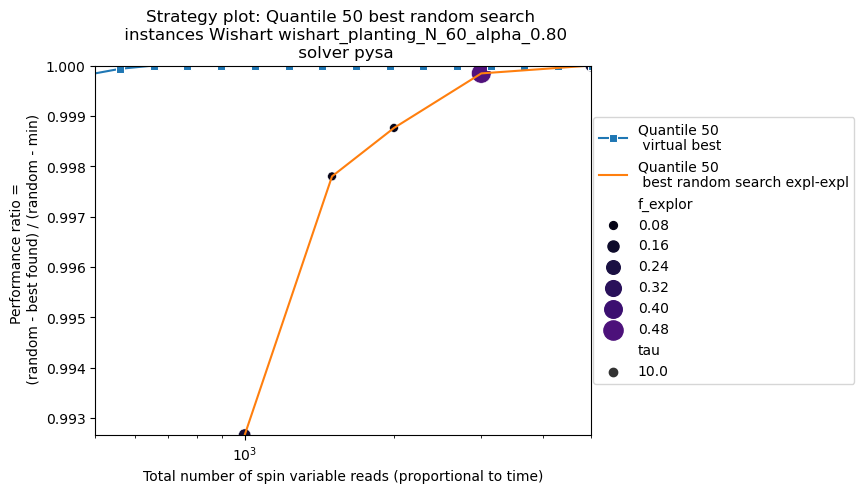 Strategy plot: Quantile 50 best random search
instances Wishart wishart_planting_N_60_alpha_0.80
solver pysa
1.000
0.999
0.998
0.997
0.996
0.995
0.994
0.993
Performance ratio =
(random - best found) / (random - min)
10^3
Total number of spin variable reads (proportional to time)
Quantile 50
virtual best
Quantile 50
best random search expl-expl
f_explor
0.08
0.16
0.24
0.32
0.40
0.48
tau
10.0